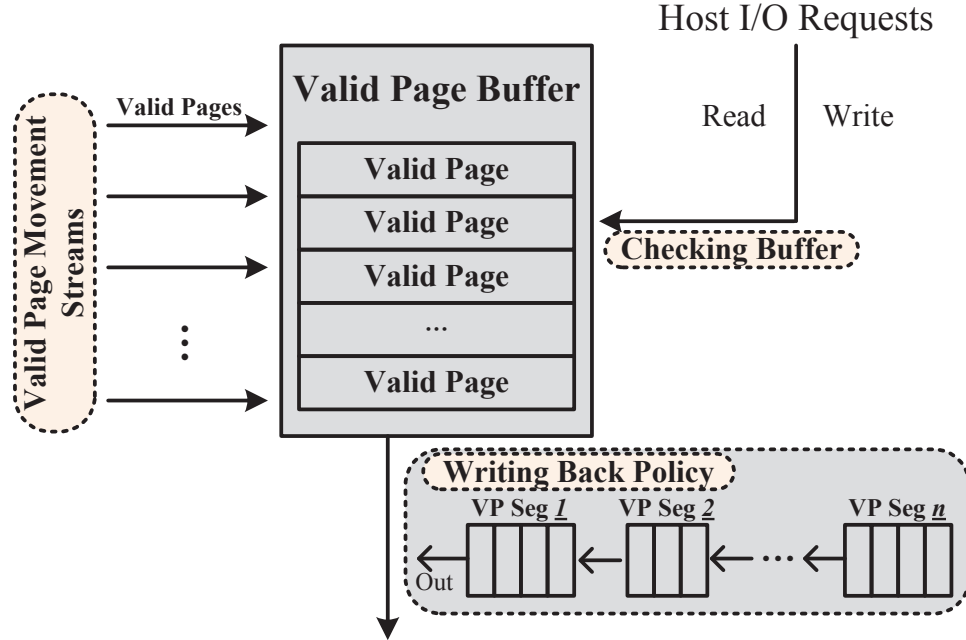 Host I/O Requests
Valid Page Buffer
Valid Pages
Read
Write
Valid Page Movement
Streams
Valid Page
Valid Page
Valid Page
...
Valid Page
...
Checking Buffer
Writing Back Policy
VP Seg 1
VP Seg 2
VP Seg n
...
Out